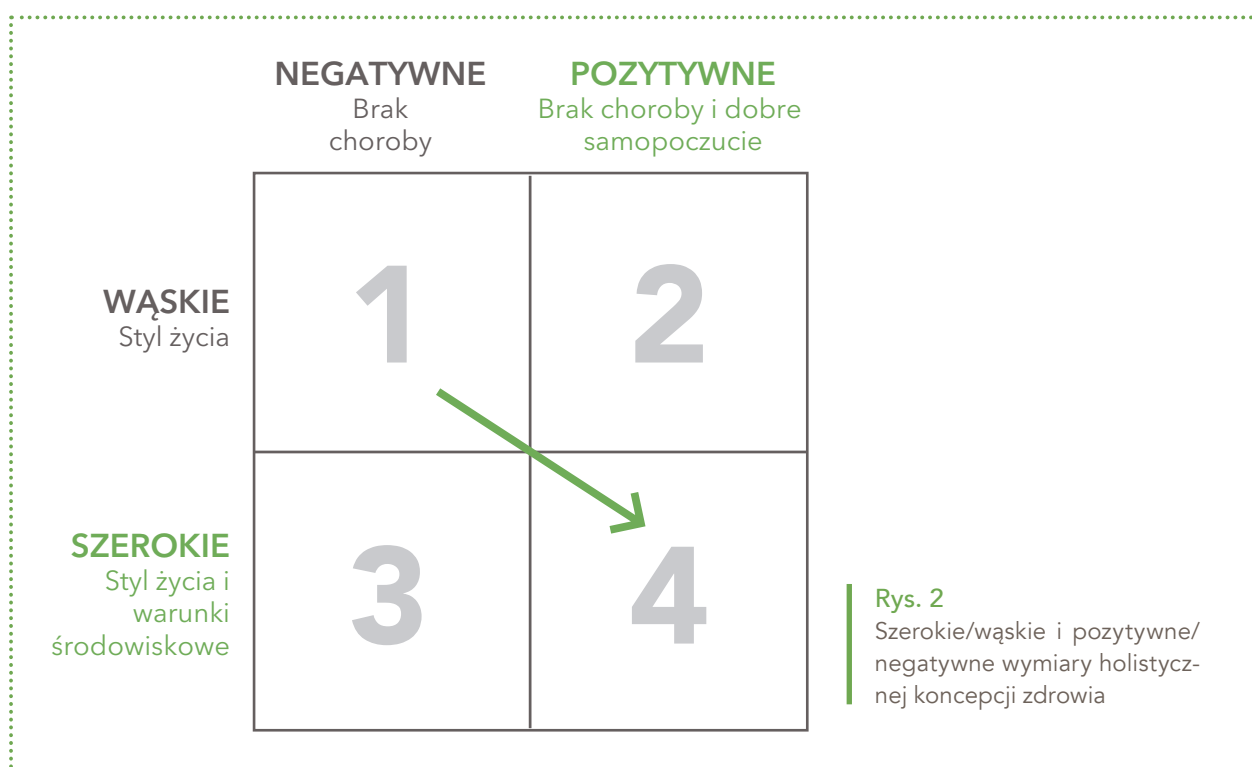 NEGATYWNE
Brak
choroby
POZYTYWNE
Brak choroby i dobre
samopoczucie
WĄSKIE
Styl życia
1
2
SZEROKIE
Styl życia i
warunki
środowiskowe
3
4
Rys. 2
Szerokie/wąskie i pozytywne/
negatywne wymiary holistycz-
nej koncepcji zdrowia